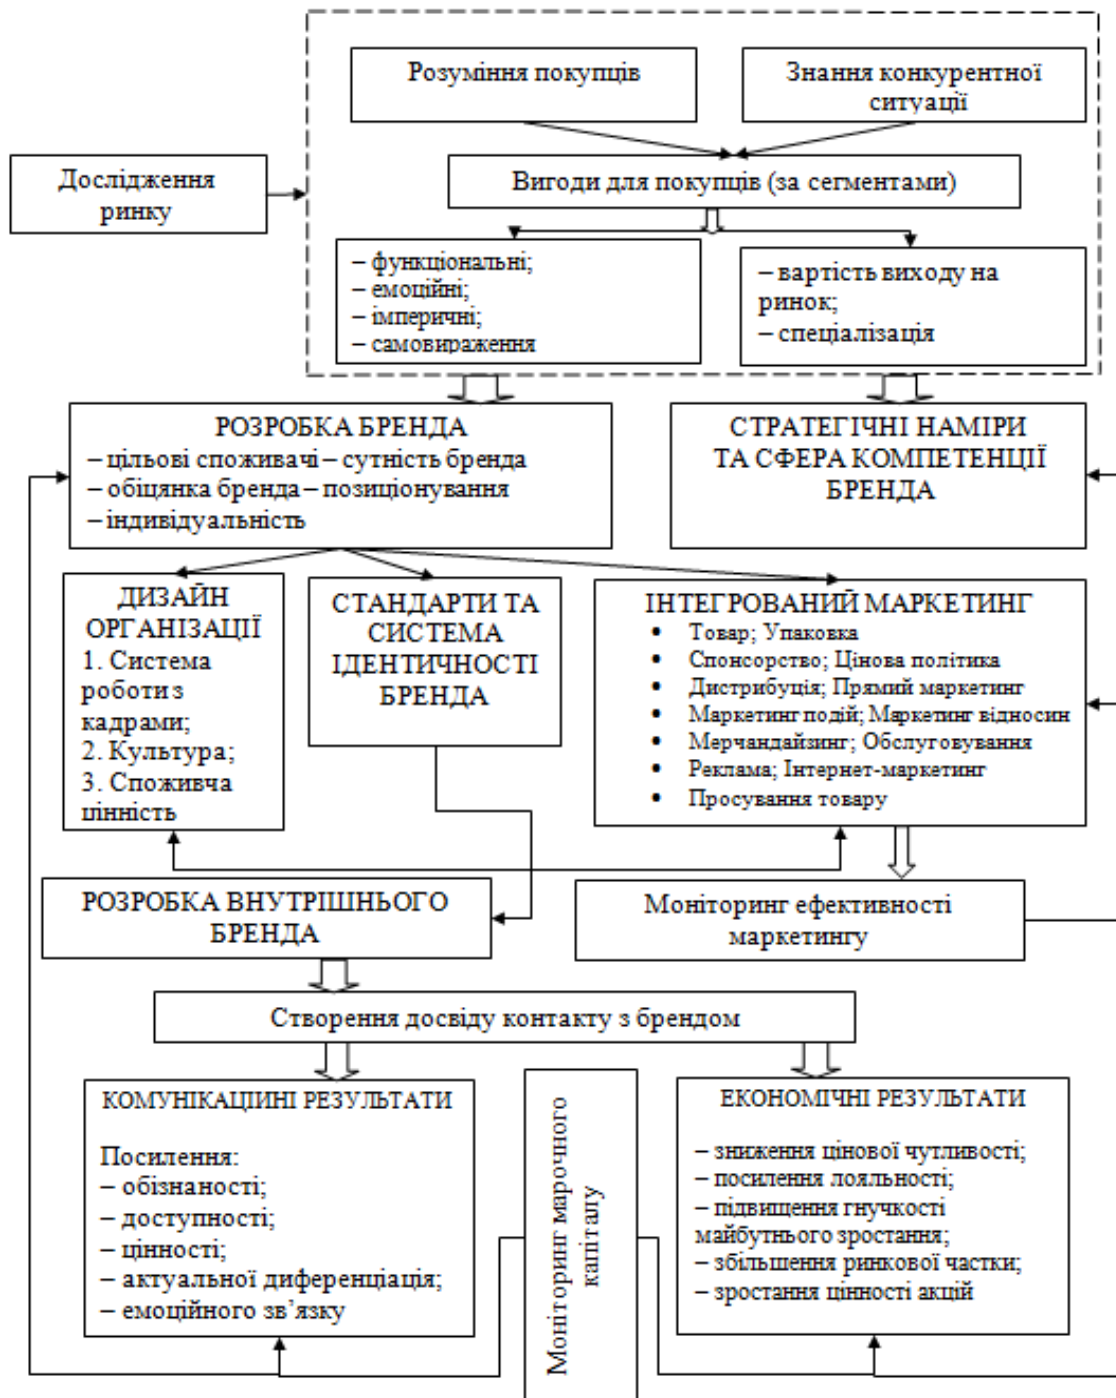 Розуміння покупців
Знання конкурентної
ситуації
Дослідження
ринку
Вигоди для покупців (за сегментами)
– функціональні;
– емоційні;
– імперичні;
– самовираження
– вартість виходу на
ринок;
– спеціалізація
РОЗРОБКА БРЕНДА
– цільові споживачі – сутність бренда
– обіцянка бренда – позиціонування
– індивідуальність
СТРАТЕГІЧНІ НАМІРИ
ТА СФЕРА КОМПЕТЕНЦІЇ
БРЕНДА
ДИЗАЙН
ОРГАНІЗАЦІЇ
1. Система
роботи з
кадрами;
2. Культура;
3. Споживча
цінність
СТАНДАРТИ ТА
СИСТЕМА
ІДЕНТИЧНОСТІ
БРЕНДА
ІНТЕГРОВАНИЙ МАРКЕТИНГ
• Товар; Упаковка
• Спонсорство; Цінова політика
• Дистрибуція; Прямий маркетинг
• Маркетинг подій; Маркетинг відносин
• Мерчандайзинг; Обслуговування
• Реклама; Інтернет-маркетинг
• Просування товару
РОЗРОБКА ВНУТРІШНЬОГО
БРЕНДА
Моніторинг ефективності
маркетингу
Створення досвіду контакту з брендом
КОМУНІКАЦІЙНІ РЕЗУЛЬТАТИ
Посилення:
– обізнаності;
– доступності;
– цінності;
– актуальної диференціація;
– емоційного зв’язку
Моніторинг марочного
капіталу
ЕКОНОМІЧНІ РЕЗУЛЬТАТИ
– зниження цінової чутливості;
– посилення лояльності;
– підвищення гнучкості
майбутнього зростання;
– збільшення ринкової частки;
– зростання цінності акцій